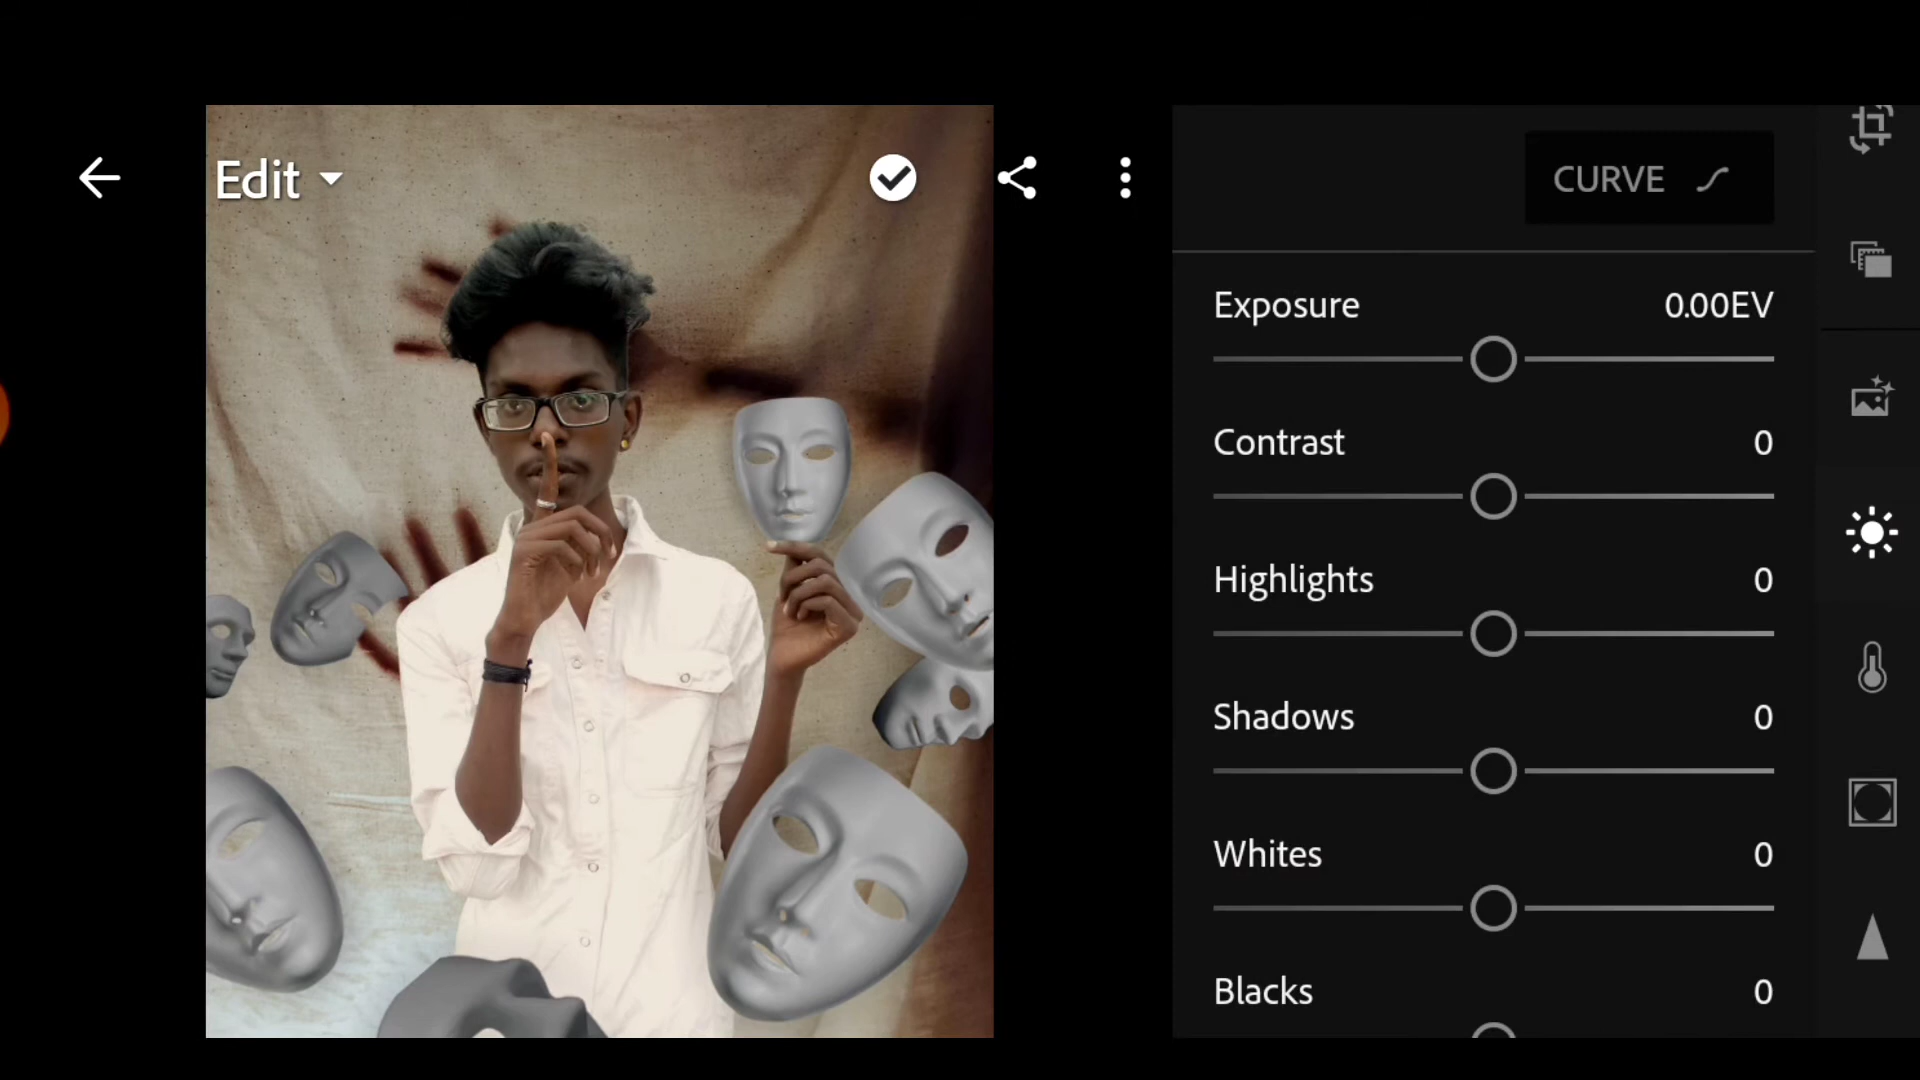 Edit
CURVE
Exposure 0.00EV
Contrast 0
Highlights 0
Shadows 0
Whites 0
Blacks 0